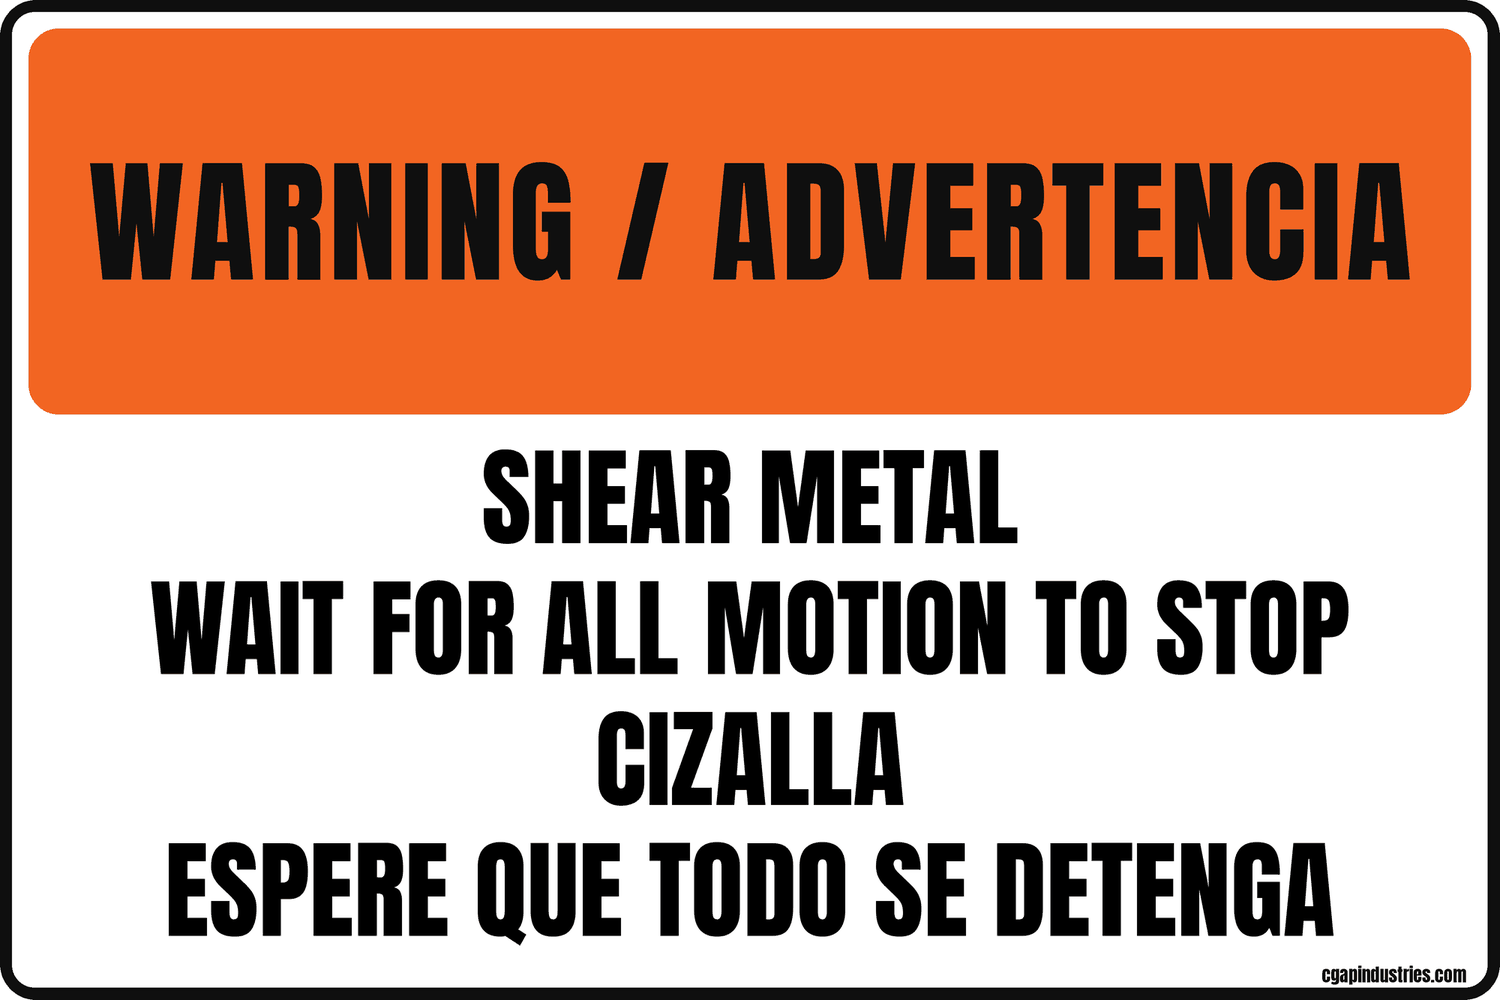 WARNING / ADVERTENCIA
SHEAR METAL
WAIT FOR ALL MOTION TO STOP
CIZALLA
ESPERE QUE TODO SE DETENGA
cgapindustries.com